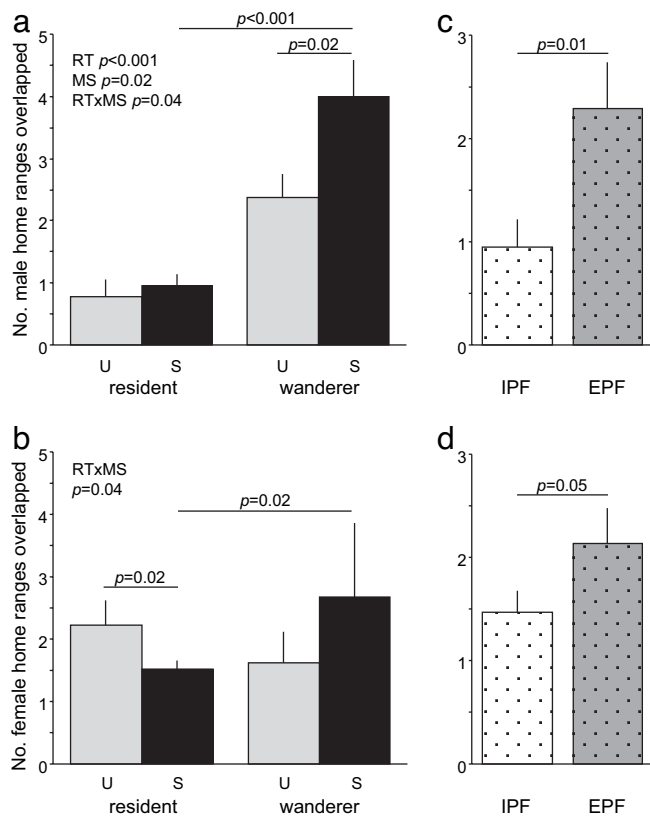 a
No. male home ranges overlapped
5
4
3
2
1
0
RT p<0.001
MS p=0.02
RTxMS p=0.04
p<0.001
p=0.02
U S U S
resident wanderer
c
3
2
1
0
p=0.01
IPF EPF
b
No. female home ranges overlapped
5
4
3
2
1
0
RTxMS
p=0.04
p=0.02
p=0.02
U S U S
resident wanderer
d
3
2
1
0
p=0.05
IPF EPF